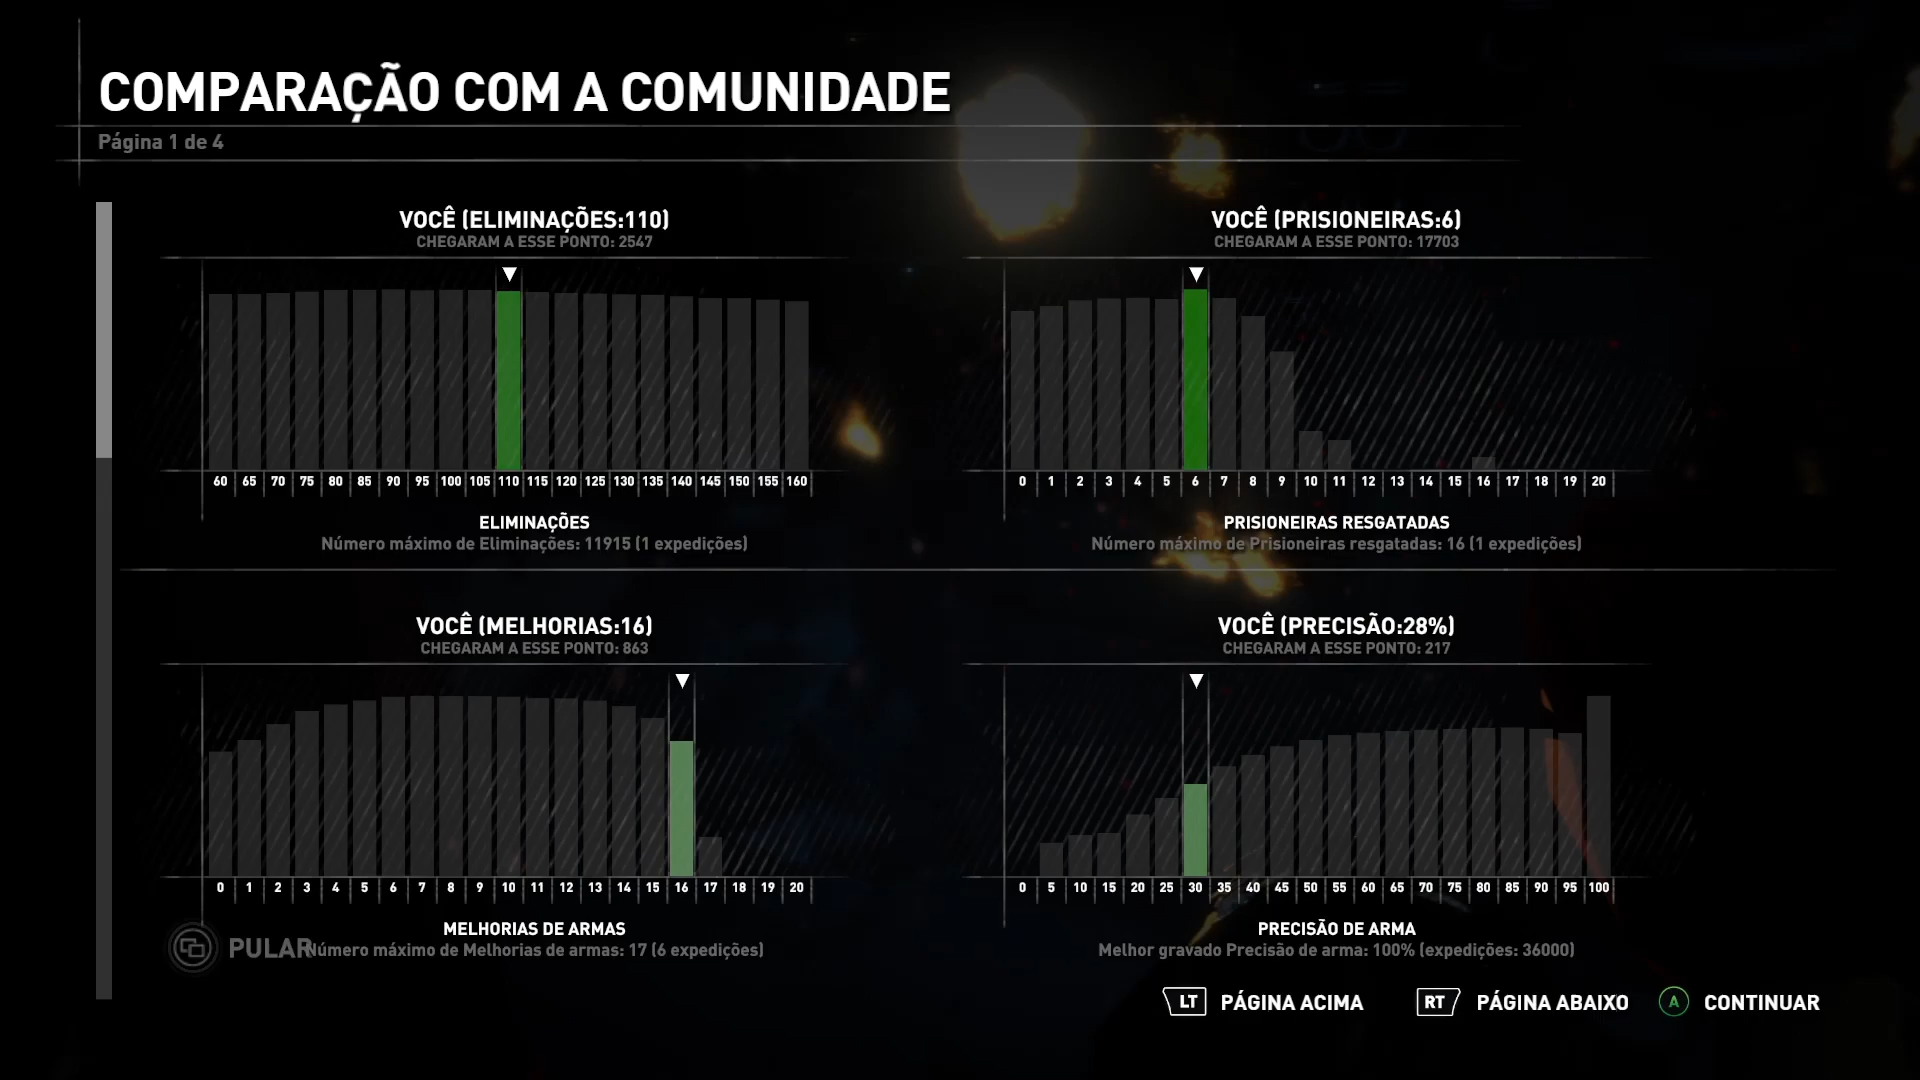 COMPARAÇÃO COM A COMUNIDADE
Página 1 de 4
VOCÊ (ELIMINAÇÕES:110)
CHEGARAM A ESSE PONTO: 2547
60 65 70 75 80 85 90 95 100 105 110 115 120 125 130 135 140 145 150 155 160
ELIMINAÇÕES
Número máximo de Eliminações: 11915 (1 expedições)
VOCÊ (PRISIONEIRAS:6)
CHEGARAM A ESSE PONTO: 17703
0 1 2 3 4 5 6 7 8 9 10 11 12 13 14 15 16 17 18 19 20
PRISIONEIRAS RESGATADAS
Número máximo de Prisioneiras resgatadas: 16 (1 expedições)
VOCÊ (MELHORIAS:16)
CHEGARAM A ESSE PONTO: 863
0 1 2 3 4 5 6 7 8 9 10 11 12 13 14 15 16 17 18 19 20
MELHORIAS DE ARMAS
Número máximo de Melhorias de armas: 17 (6 expedições)
VOCÊ (PRECISÃO:28%)
CHEGARAM A ESSE PONTO: 217
0 5 10 15 20 25 30 35 40 45 50 55 60 65 70 75 80 85 90 95 100
PRECISÃO DE ARMA
Melhor gravado Precisão de arma: 100% (expedições: 36000)
PULAR
LT PÁGINA ACIMA
RT PÁGINA ABAIXO
A CONTINUAR